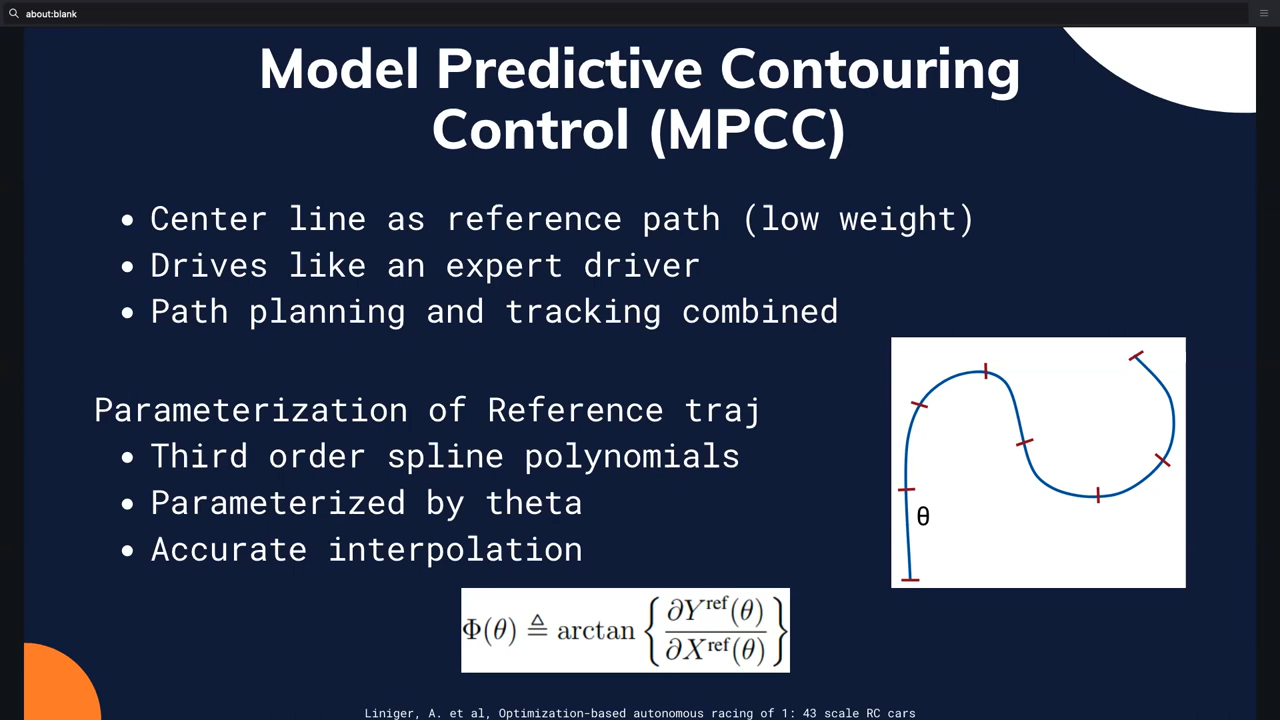 about:blank
Model Predictive Contouring
Control (MPCC)
• Center line as reference path (low weight)
• Drives like an expert driver
• Path planning and tracking combined
Parameterization of Reference traj
• Third order spline polynomials
• Parameterized by theta
• Accurate interpolation
θ
Φ(θ) ≜ arctan { ∂Y^ref(θ) / ∂X^ref(θ) }
Liniger, A. et al, Optimization-based autonomous racing of 1: 43 scale RC cars